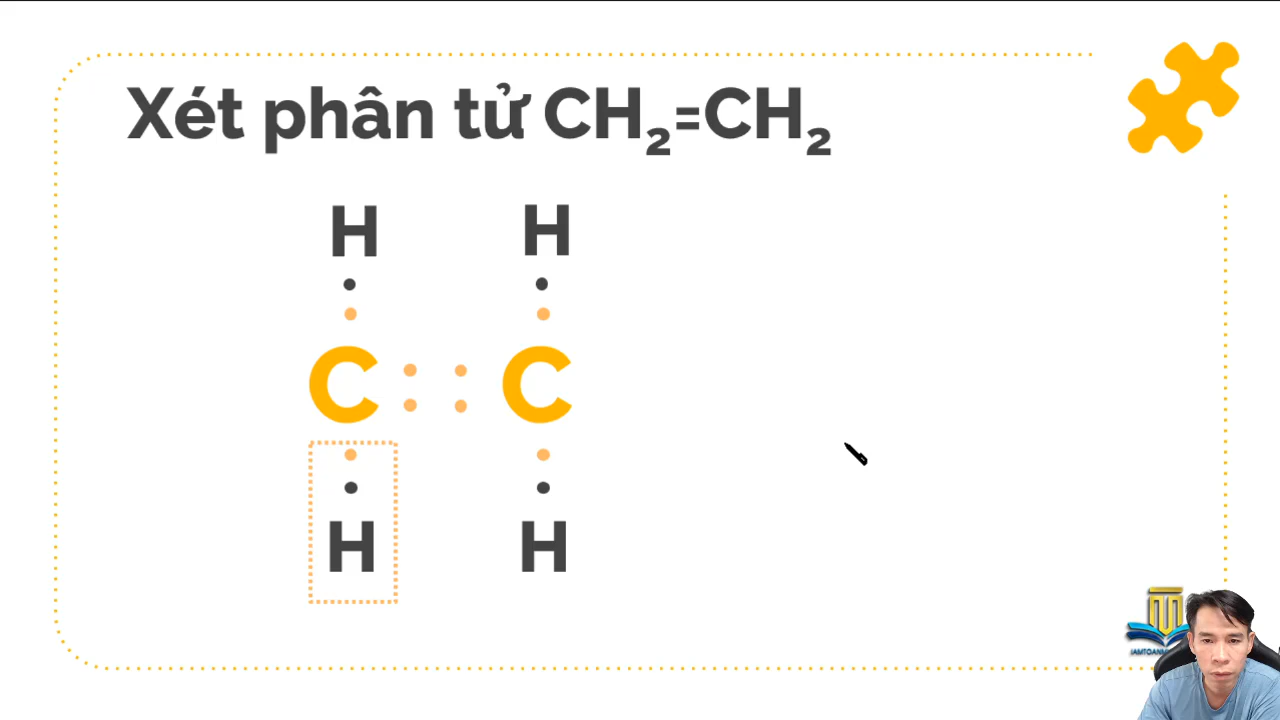 Xét phân tử CH₂=CH₂
H H
C C
H H